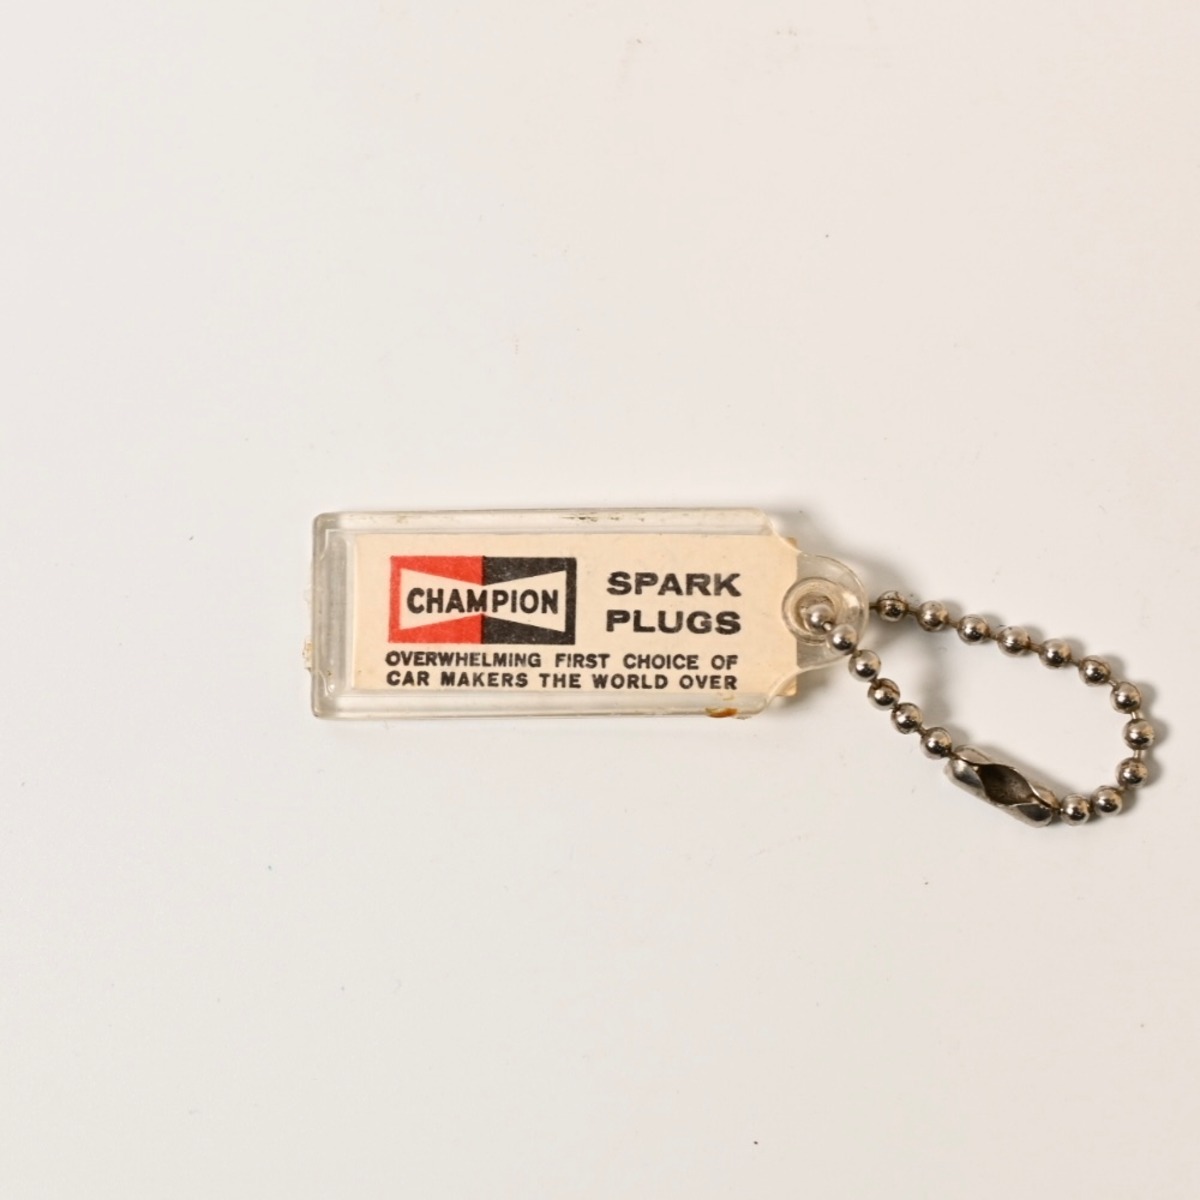 CHAMPION
SPARK
PLUGS
OVERWHELMING FIRST CHOICE OF
CAR MAKERS THE WORLD OVER